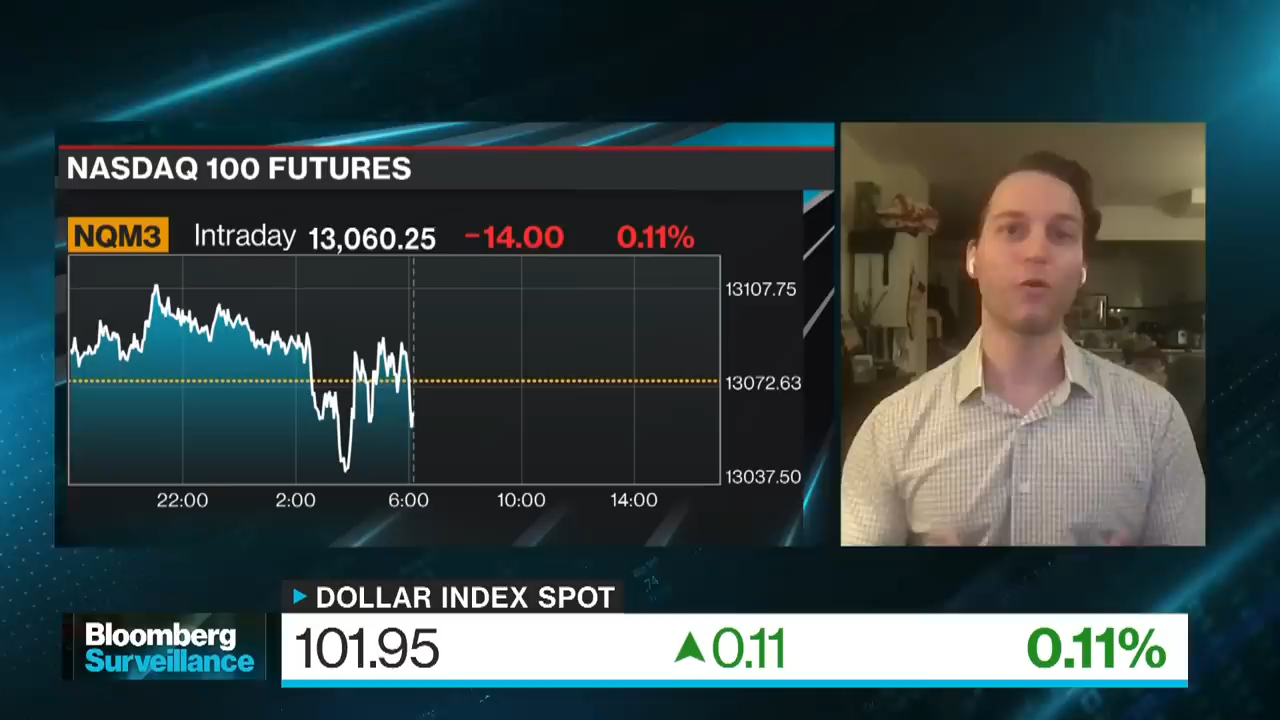 NASDAQ 100 FUTURES
NQM3 Intraday 13,060.25 -14.00 0.11%
13107.75
13072.63
13037.50
22:00 2:00 6:00 10:00 14:00
DOLLAR INDEX SPOT
Bloomberg
Surveillance
101.95 ▲0.11 0.11%